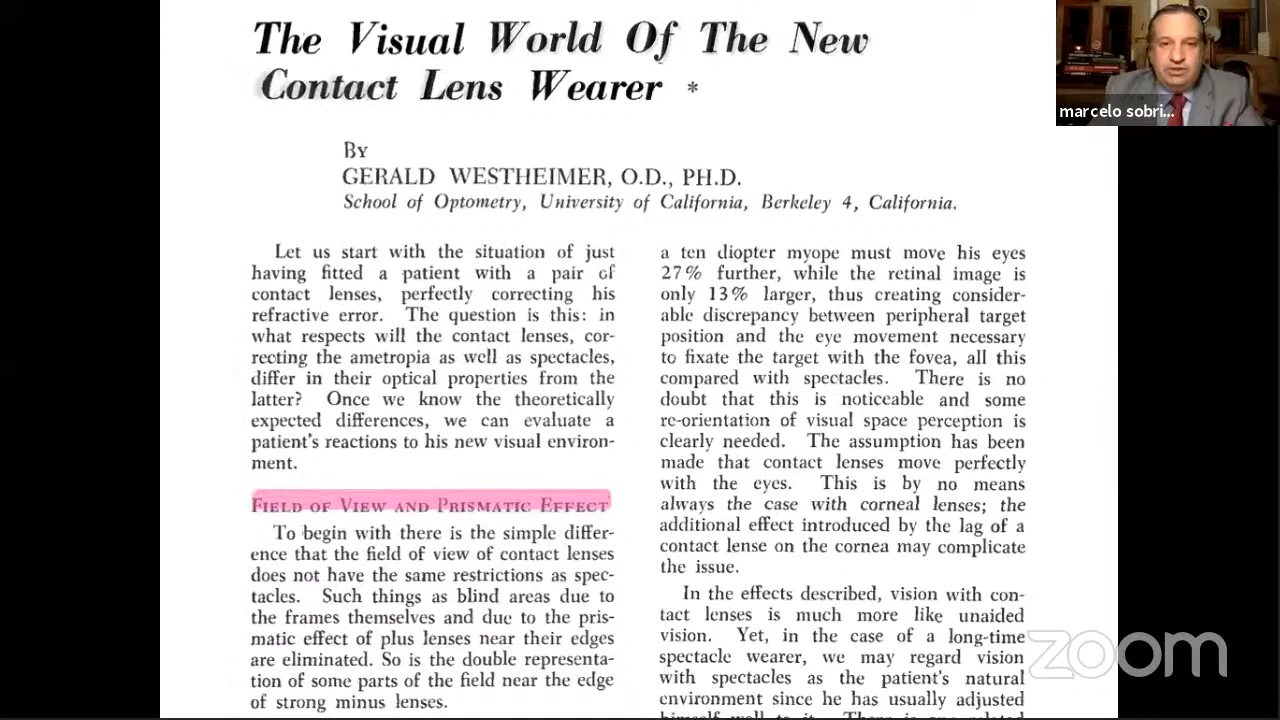 The Visual World Of The New
Contact Lens Wearer *
By
GERALD WESTHEIMER, O.D., PH.D.
School of Optometry, University of California, Berkeley 4, California.
Let us start with the situation of just
having fitted a patient with a pair of
contact lenses, perfectly correcting his
refractive error. The question is this: in
what respects will the contact lenses, cor-
recting the ametropia as well as spectacles,
differ in their optical properties from the
latter? Once we know the theoretically
expected differences, we can evaluate a
patient's reactions to his new visual environ-
ment.
FIELD OF VIEW AND PRISMATIC EFFECT
To begin with there is the simple differ-
ence that the field of view of contact lenses
does not have the same restrictions as spec-
tacles. Such things as blind areas due to
the frames themselves and due to the pris-
matic effect of plus lenses near their edges
are eliminated. So is the double representa-
tion of some parts of the field near the edge
of strong minus lenses.
a ten diopter myope must move his eyes
27% further, while the retinal image is
only 13% larger, thus creating consider-
able discrepancy between peripheral target
position and the eye movement necessary
to fixate the target with the fovea, all this
compared with spectacles. There is no
doubt that this is noticeable and some
re-orientation of visual space perception is
clearly needed. The assumption has been
made that contact lenses move perfectly
with the eyes. This is by no means
always the case with corneal lenses; the
additional effect introduced by the lag of a
contact lense on the cornea may complicate
the issue.
In the effects described, vision with con-
tact lenses is much more like unaided
vision. Yet, in the case of a long-time
spectacle wearer, we may regard vision
with spectacles as the patient's natural
environment since he has usually adjusted
himself well to it. There is one related
marcelo sobri...
zoom